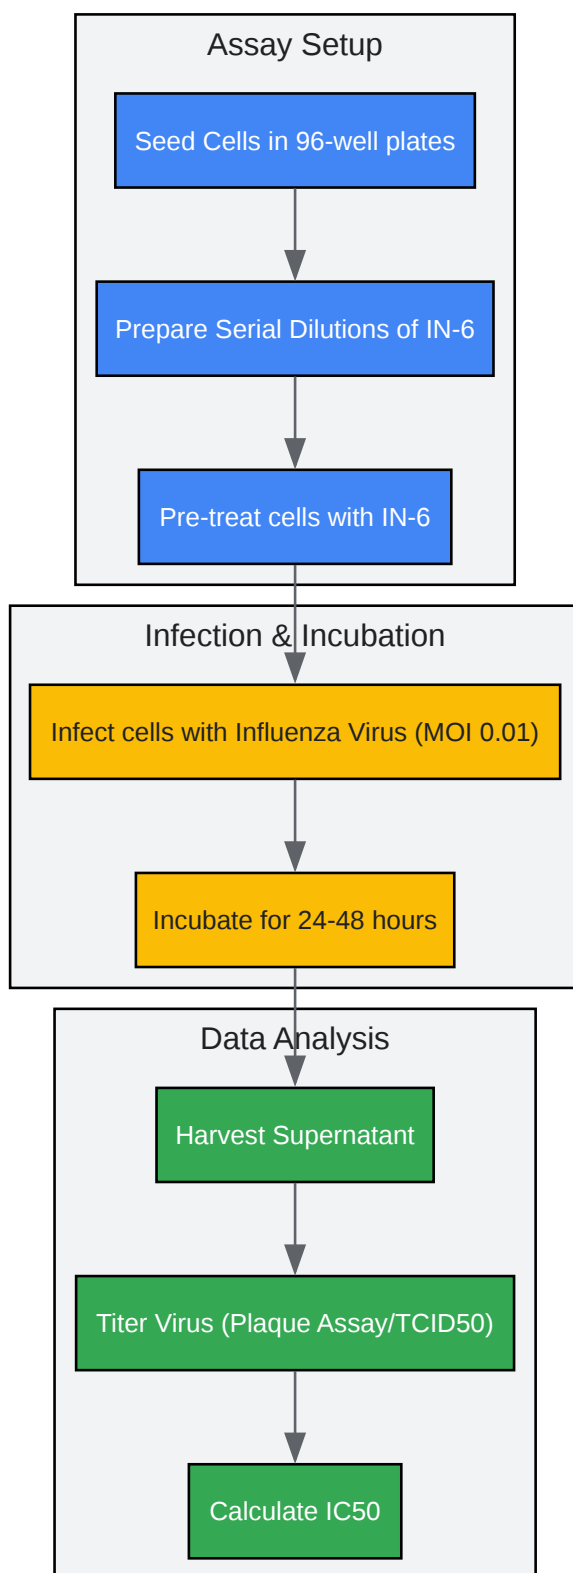 Assay Setup
Seed Cells in 96-well plates
Prepare Serial Dilutions of IN-6
Pre-treat cells with IN-6
Infection & Incubation
Infect cells with Influenza Virus (MOI 0.01)
Incubate for 24-48 hours
Data Analysis
Harvest Supernatant
Titer Virus (Plaque Assay/TCID50)
Calculate IC50